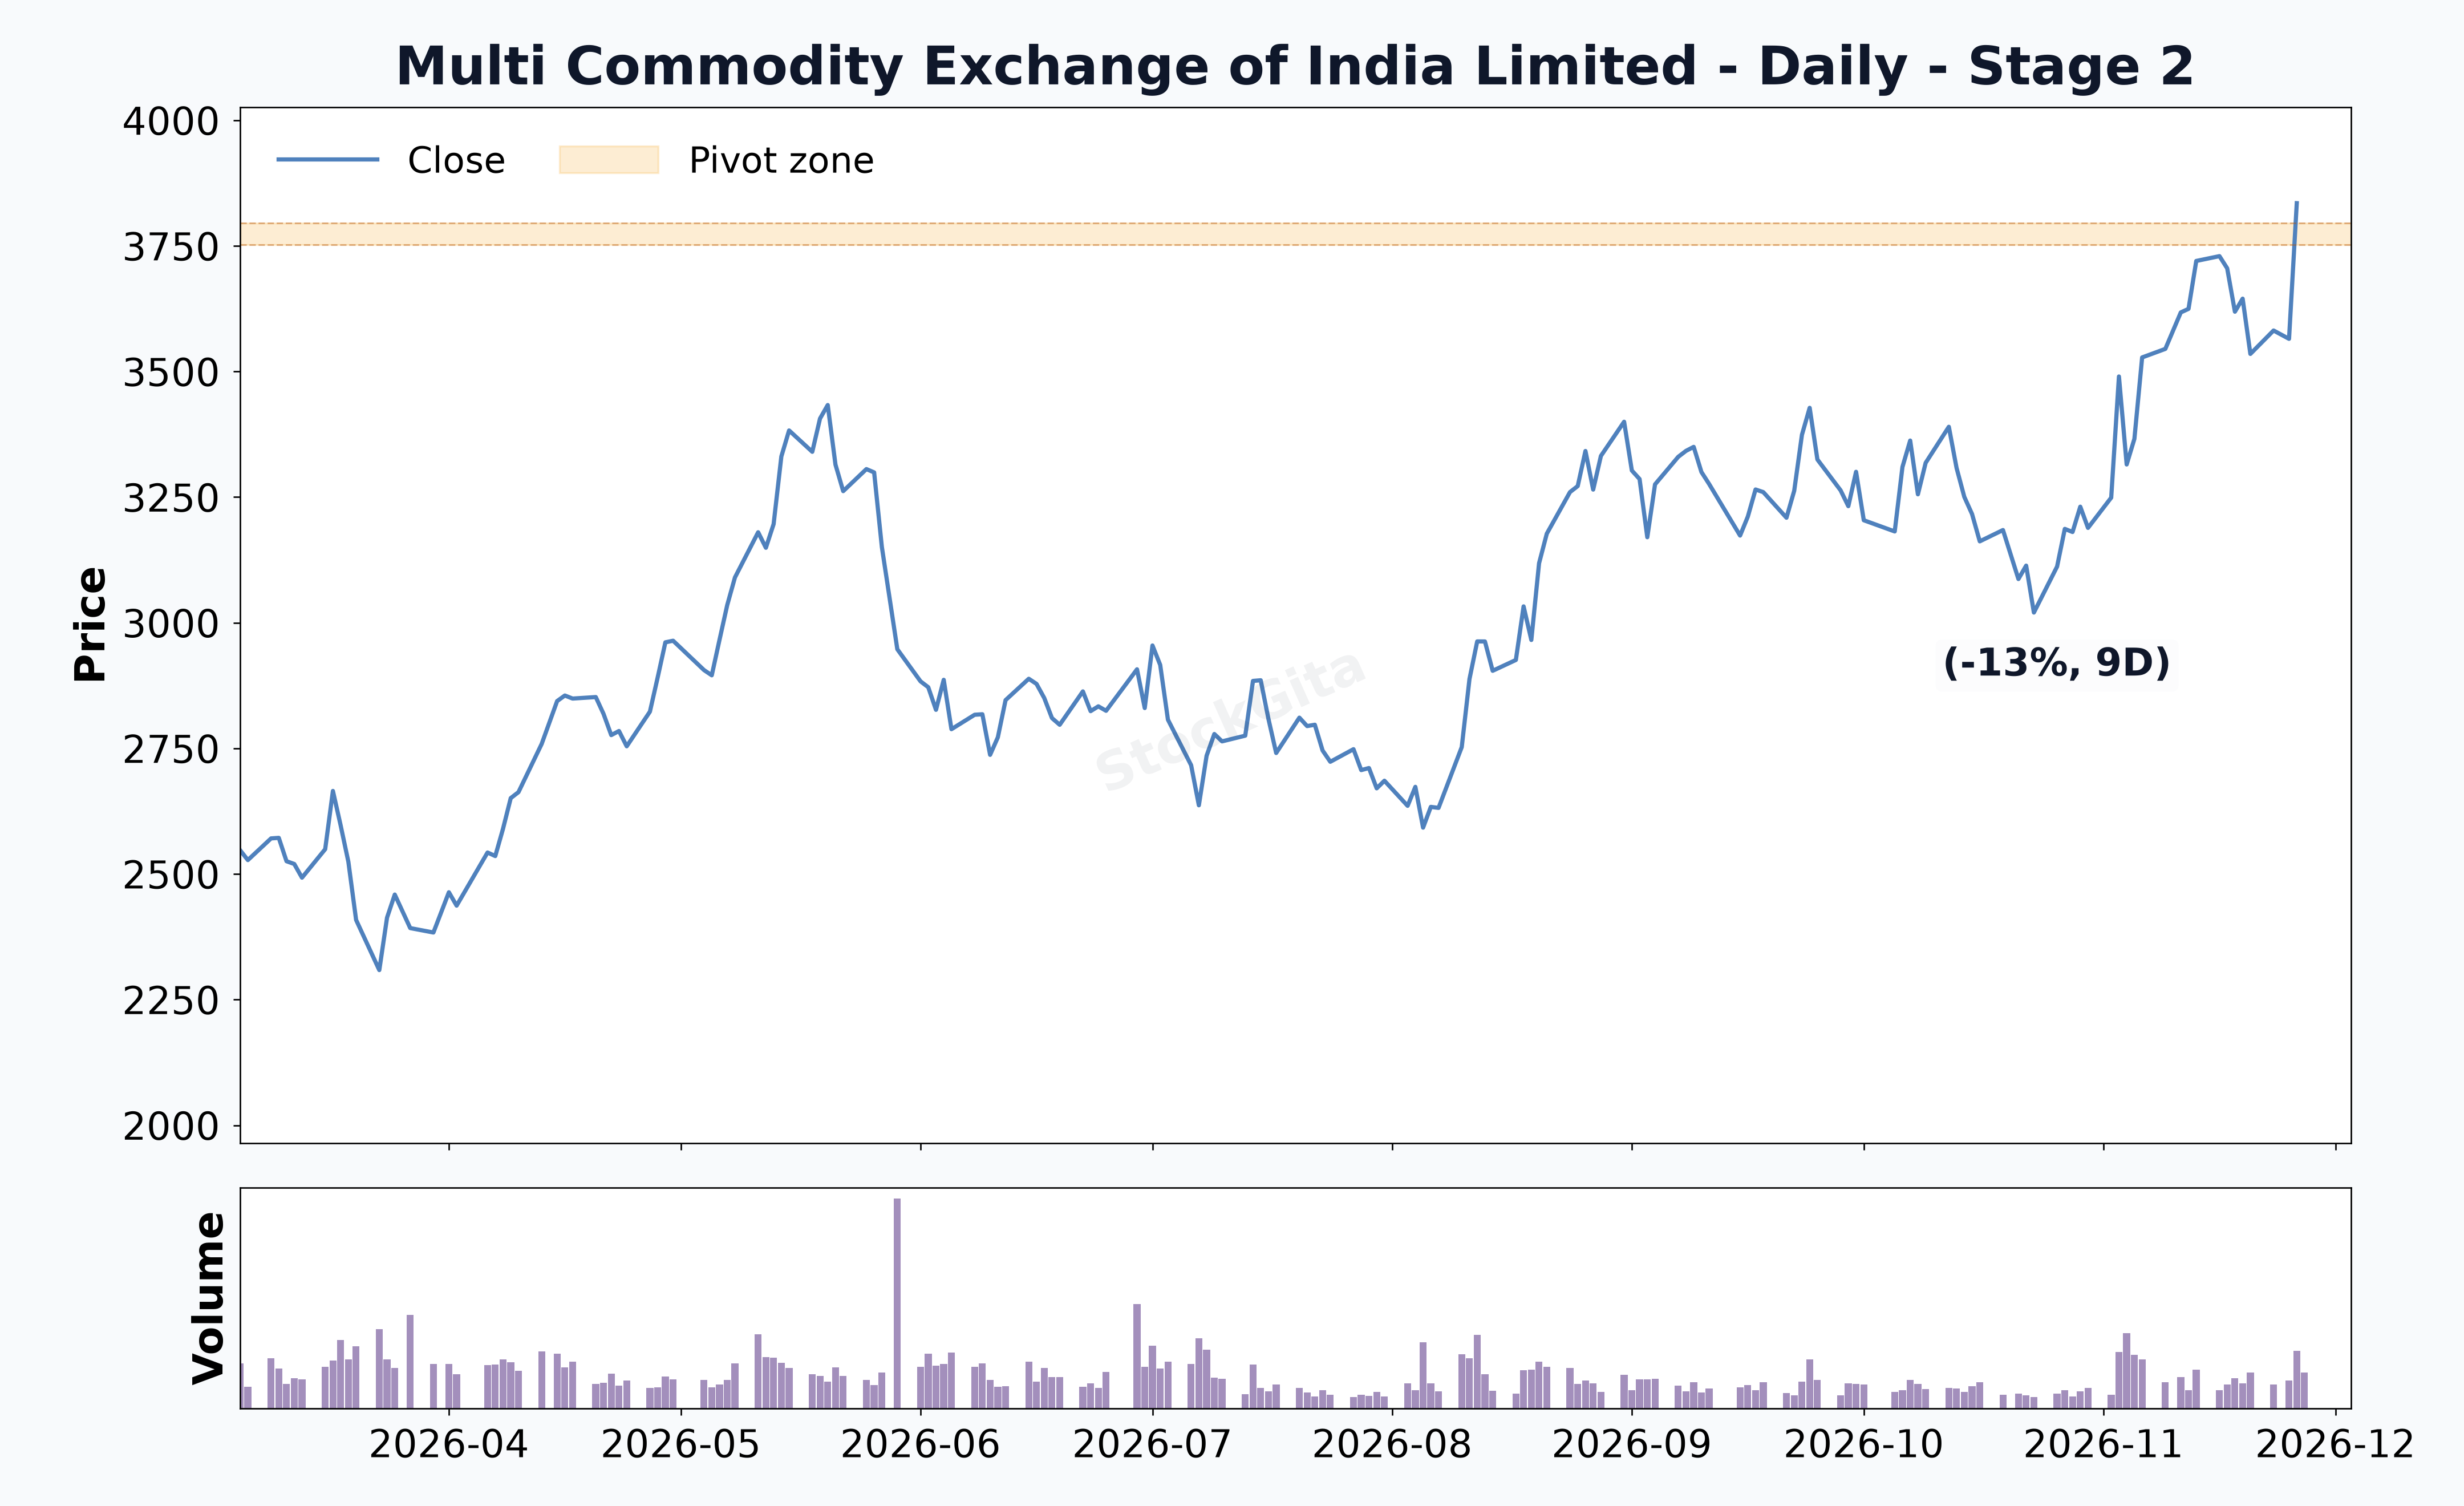 Multi Commodity Exchange of India Limited - Daily - Stage 2
Close
Pivot zone
4000
3750
3500
3250
3000
2750
2500
2250
2000
Price
(-13%, 9D)
StockGita
Volume
2026-04
2026-05
2026-06
2026-07
2026-08
2026-09
2026-10
2026-11
2026-12